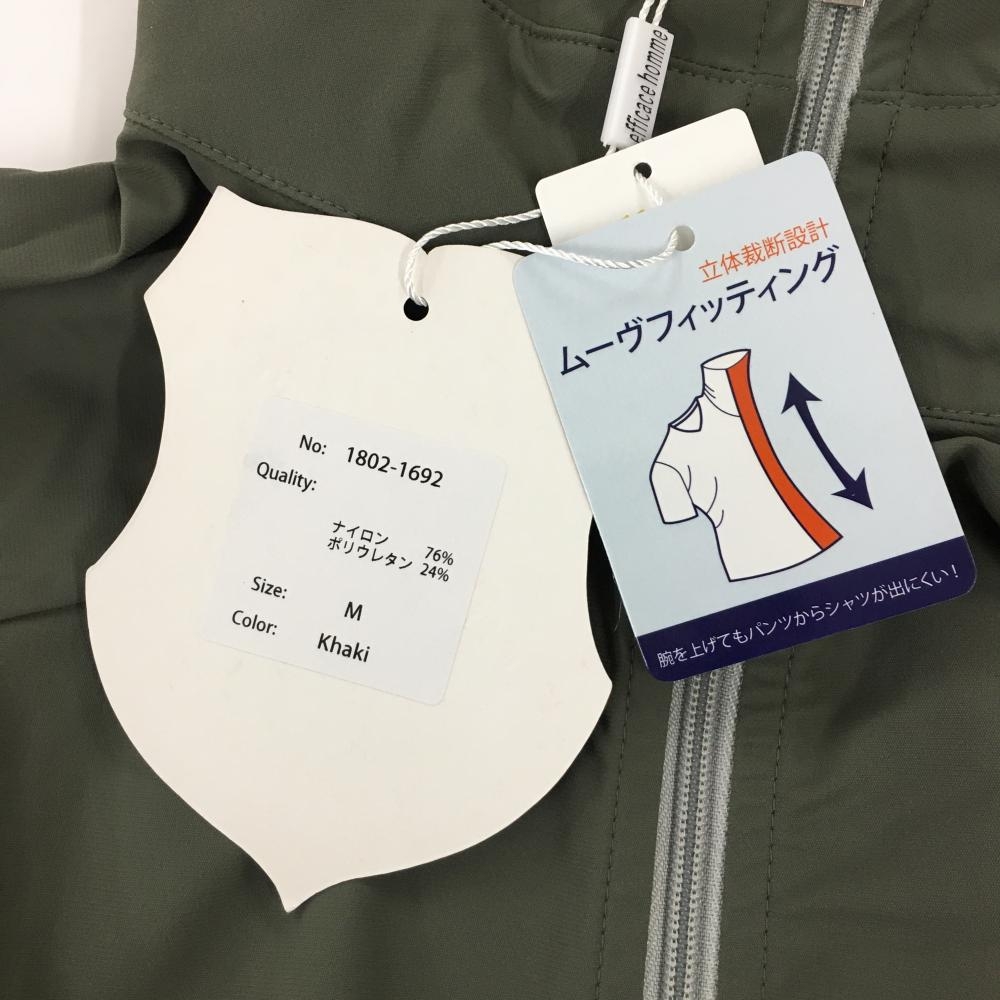 efficace homme
立体裁断設計
ムーヴフィッティング
腕を上げてもパンツからシャツが出にくい!
No: 1802-1692
Quality:
ナイロン 76%
ポリウレタン 24%
Size: M
Color: Khaki